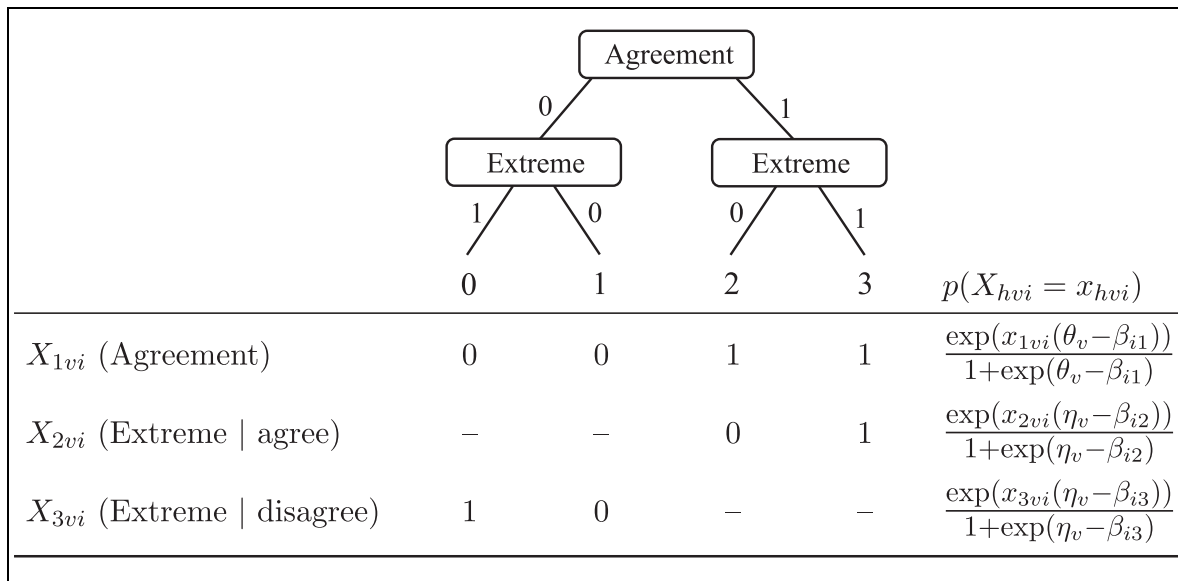 Agreement
0 1
Extreme Extreme
1 0 0 1
0 1 2 3 p(X_{hvi} = x_{hvi})
X_{1vi} (Agreement) 0 0 1 1 \frac{\exp(x_{1vi}(θ_v−β_{i1}))}{1+\exp(θ_v−β_{i1})}
X_{2vi} (Extreme | agree) – – 0 1 \frac{\exp(x_{2vi}(η_v−β_{i2}))}{1+\exp(η_v−β_{i2})}
X_{3vi} (Extreme | disagree) 1 0 – – \frac{\exp(x_{3vi}(η_v−β_{i3}))}{1+\exp(η_v−β_{i3})}